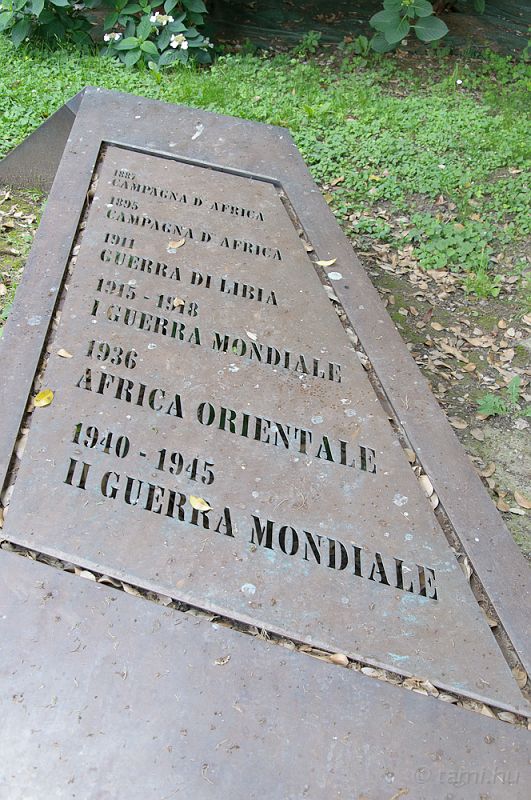 1887
CAMPAGNA D' AFRICA
1895
CAMPAGNA D' AFRICA
1911
GUERRA DI LIBIA
1915 - 1918
I GUERRA MONDIALE
1936
AFRICA ORIENTALE
1940 - 1945
II GUERRA MONDIALE
© tami.hu